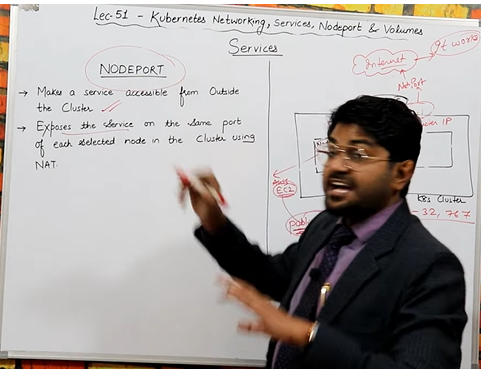 Lec-51 - Kubernetes Networking, Services, Nodeport & Volumes
Services
NODEPORT
→ Makes a service accessible from Outside
the Cluster
→ Exposes the service on the same port
of each selected node in the Cluster using
NAT.
Internet
It works
NodePort
IP
EC2
K8s Cluster
- 32,767